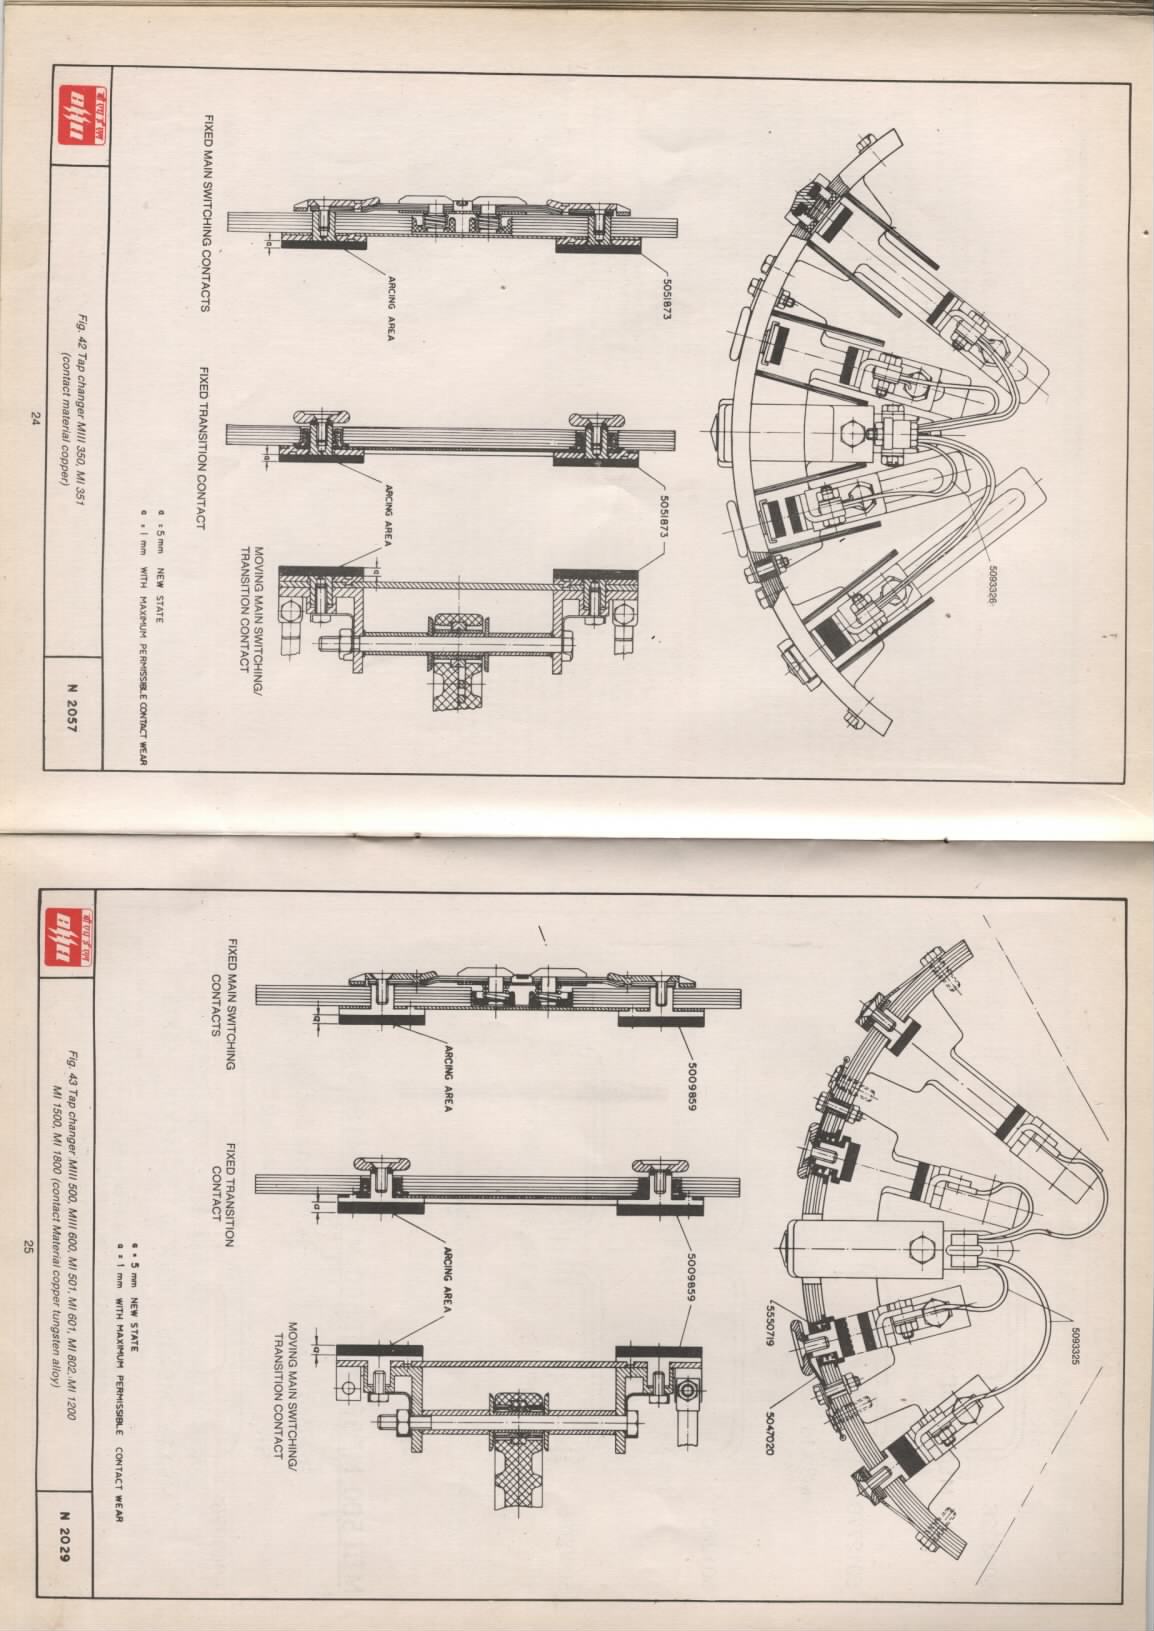 5093326
5051873
5051873
ARCING AREA
ARCING AREA
a
a
a
FIXED MAIN SWITCHING CONTACTS
FIXED TRANSITION CONTACT
MOVING MAIN SWITCHING/
TRANSITION CONTACT
a = 5 mm NEW STATE
a = 1 mm WITH MAXIMUM PERMISSIBLE CONTACT WEAR
Fig. 42 Tap changer MIII 350, MI 351
(contact material copper)
N 2057
24
5093325
5550719
5047020
5009859
5009859
ARCING AREA
ARCING AREA
a
a
a
FIXED MAIN SWITCHING
CONTACTS
FIXED TRANSITION
CONTACT
MOVING MAIN SWITCHING/
TRANSITION CONTACT
a = 5 mm NEW STATE
a = 1 mm WITH MAXIMUM PERMISSIBLE CONTACT WEAR
Fig. 43 Tap changer MIII 500, MIII 600, MI 501, MI 601, MI 802, MI 1200
MI 1500, MI 1800 (contact Material copper tungsten alloy)
N 2029
25